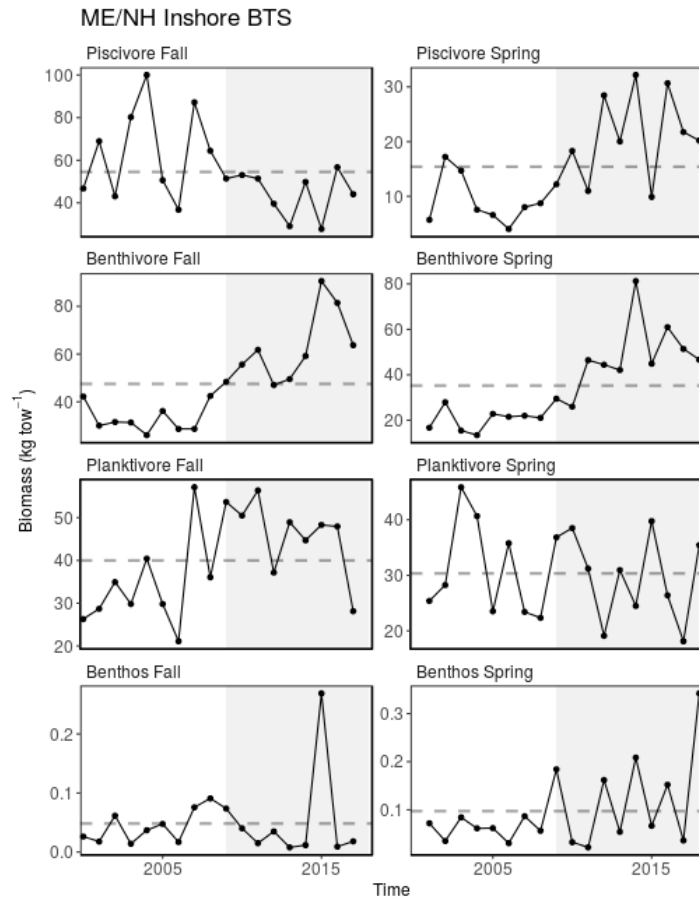 ME/NH Inshore BTS
Piscivore Fall
Piscivore Spring
100
80
60
40
30
20
10
Benthivore Fall
Benthivore Spring
80
60
40
80
60
40
20
Planktivore Fall
Planktivore Spring
50
40
30
20
40
30
20
Benthos Fall
Benthos Spring
0.2
0.1
0.0
0.3
0.2
0.1
2005
2015
2005
2015
Time
Biomass (kg tow⁻¹)